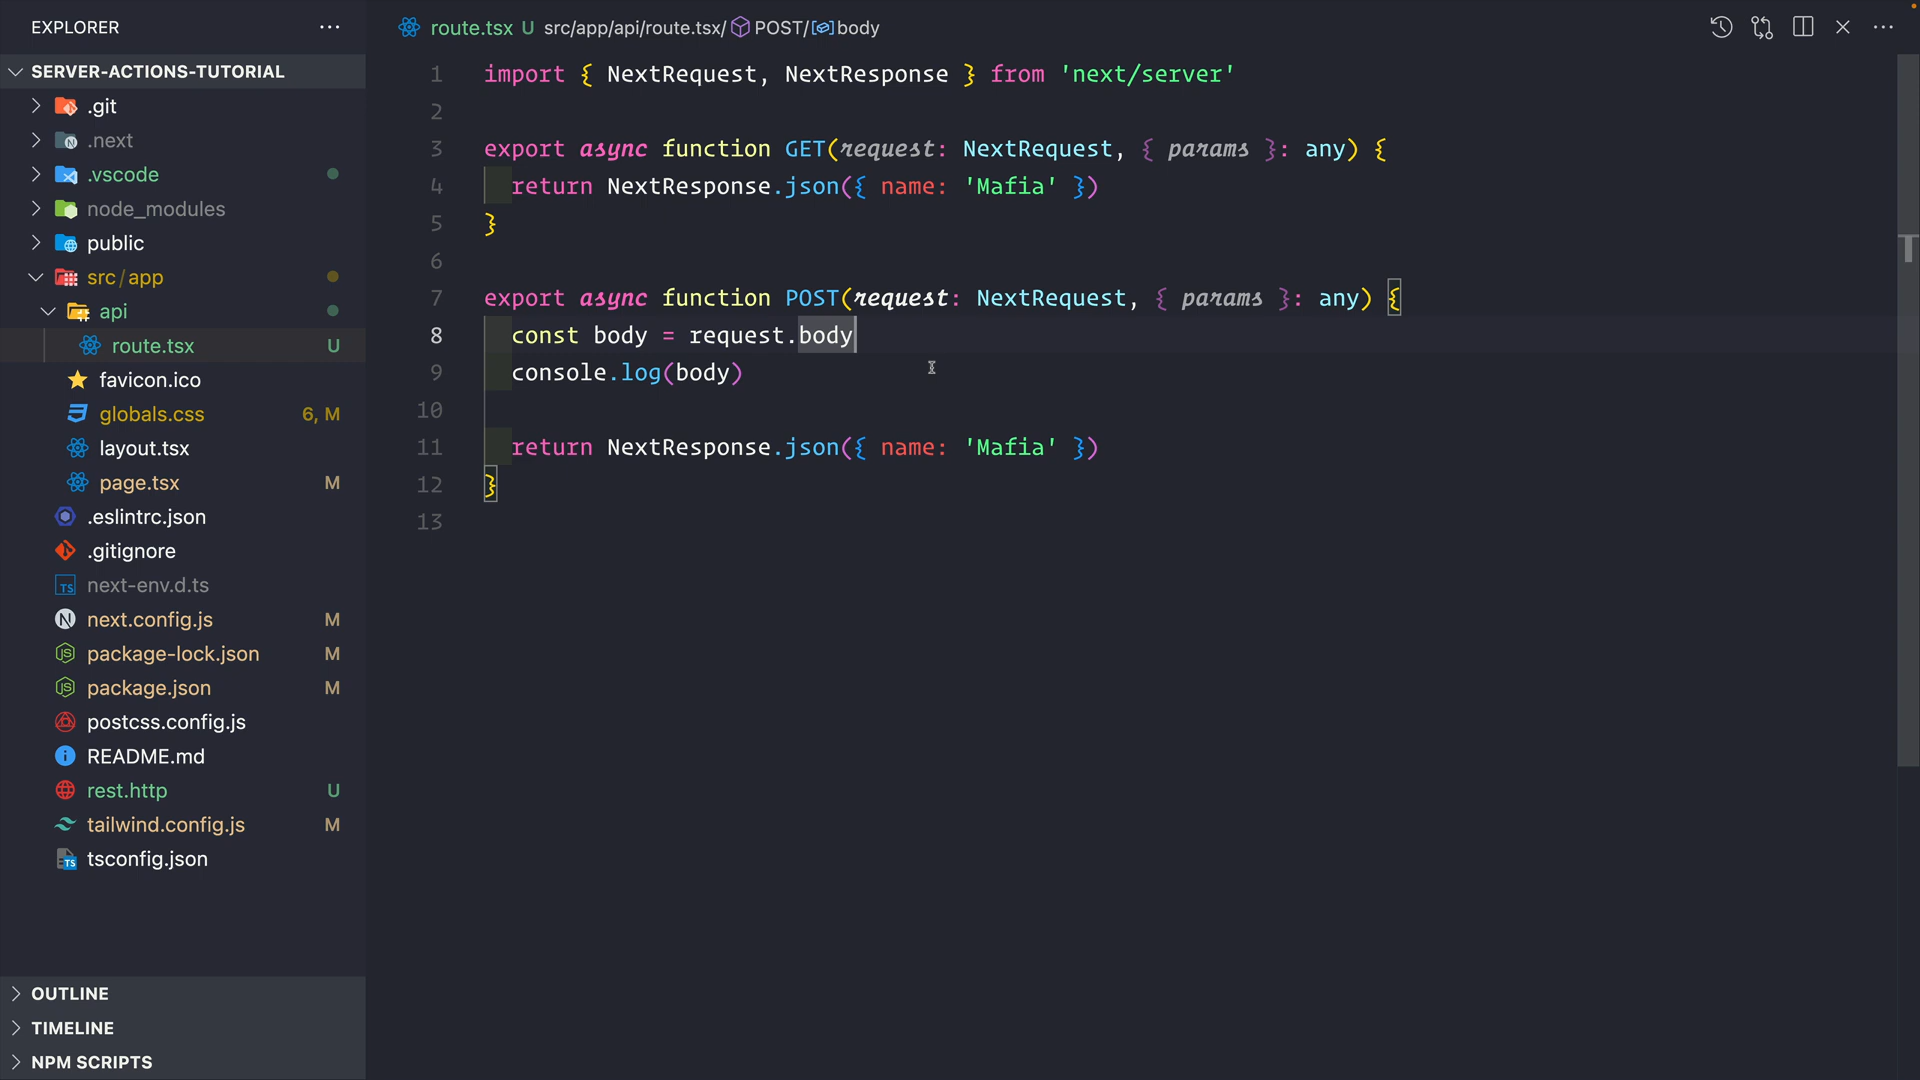 EXPLORER
SERVER-ACTIONS-TUTORIAL
.git
.next
.vscode
node_modules
public
src/app
api
route.tsx U
favicon.ico
globals.css 6, M
layout.tsx
page.tsx M
.eslintrc.json
.gitignore
next-env.d.ts
next.config.js M
package-lock.json M
package.json M
postcss.config.js
README.md
rest.http U
tailwind.config.js M
tsconfig.json
OUTLINE
TIMELINE
NPM SCRIPTS
route.tsx U src/app/api/route.tsx/ POST/ body
1 import { NextRequest, NextResponse } from 'next/server'
2
3 export async function GET(request: NextRequest, { params }: any) {
4 return NextResponse.json({ name: 'Mafia' })
5 }
6
7 export async function POST(request: NextRequest, { params }: any) {
8 const body = request.body
9 console.log(body)
10
11 return NextResponse.json({ name: 'Mafia' })
12 }
13